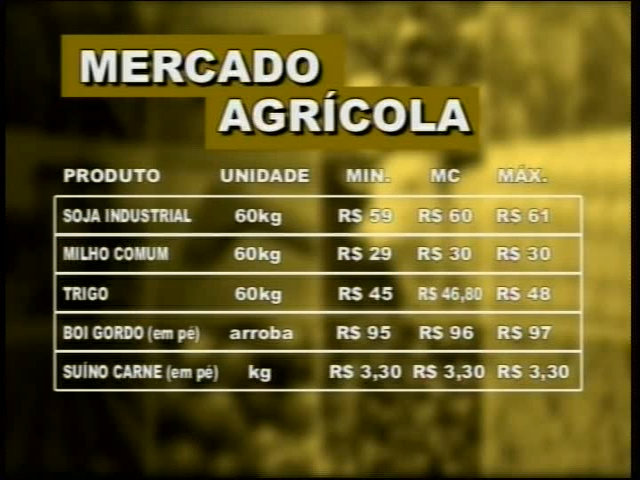 MERCADO
AGRÍCOLA
PRODUTO UNIDADE MIN. MC MÁX.
SOJA INDUSTRIAL 60kg R$ 59 R$ 60 R$ 61
MILHO COMUM 60kg R$ 29 R$ 30 R$ 30
TRIGO 60kg R$ 45 R$ 46,80 R$ 48
BOI GORDO (em pé) arroba R$ 95 R$ 96 R$ 97
SUÍNO CARNE (em pé) kg R$ 3,30 R$ 3,30 R$ 3,30